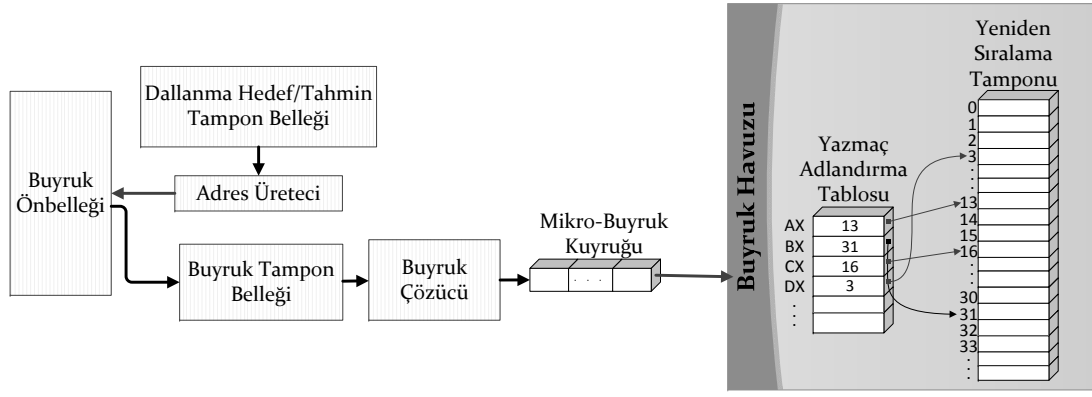 Dallanma Hedef/Tahmin
Tampon Belleği
Buyruk
Önbelleği
Adres Üreteci
Buyruk Tampon
Belleği
Buyruk
Çözücü
Mikro-Buyruk
Kuyruğu
. . .
Buyruk Havuzu
Yazmaç
Adlandırma
Tablosu
AX 13
BX 31
CX 16
DX 3
Yeniden
Sıralama
Tamponu
0
1
2
3
13
14
15
16
30
31
32
33